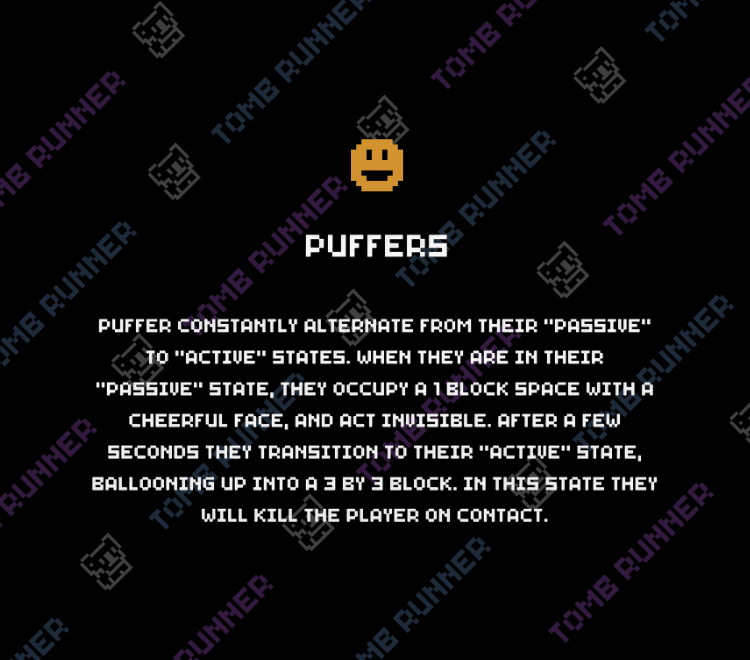 PUFFERS
PUFFER CONSTANTLY ALTERNATE FROM THEIR "PASSIVE"
TO "ACTIVE" STATES. WHEN THEY ARE IN THEIR
"PASSIVE" STATE, THEY OCCUPY A 1 BLOCK SPACE WITH A
CHEERFUL FACE, AND ACT INVISIBLE. AFTER A FEW
SECONDS THEY TRANSITION TO THEIR "ACTIVE" STATE,
BALLOONING UP INTO A 3 BY 3 BLOCK. IN THIS STATE THEY
WILL KILL THE PLAYER ON CONTACT.
TOMB RUNNER
TOMB RUNNER
TOMB RUNNER
TOMB RUNNER
TOMB RUNNER
TOMB RUNNER
TOMB RUNNER
TOMB RUNNER
TOMB RUNNER
TOMB RUNNER
TOMB RUNNER